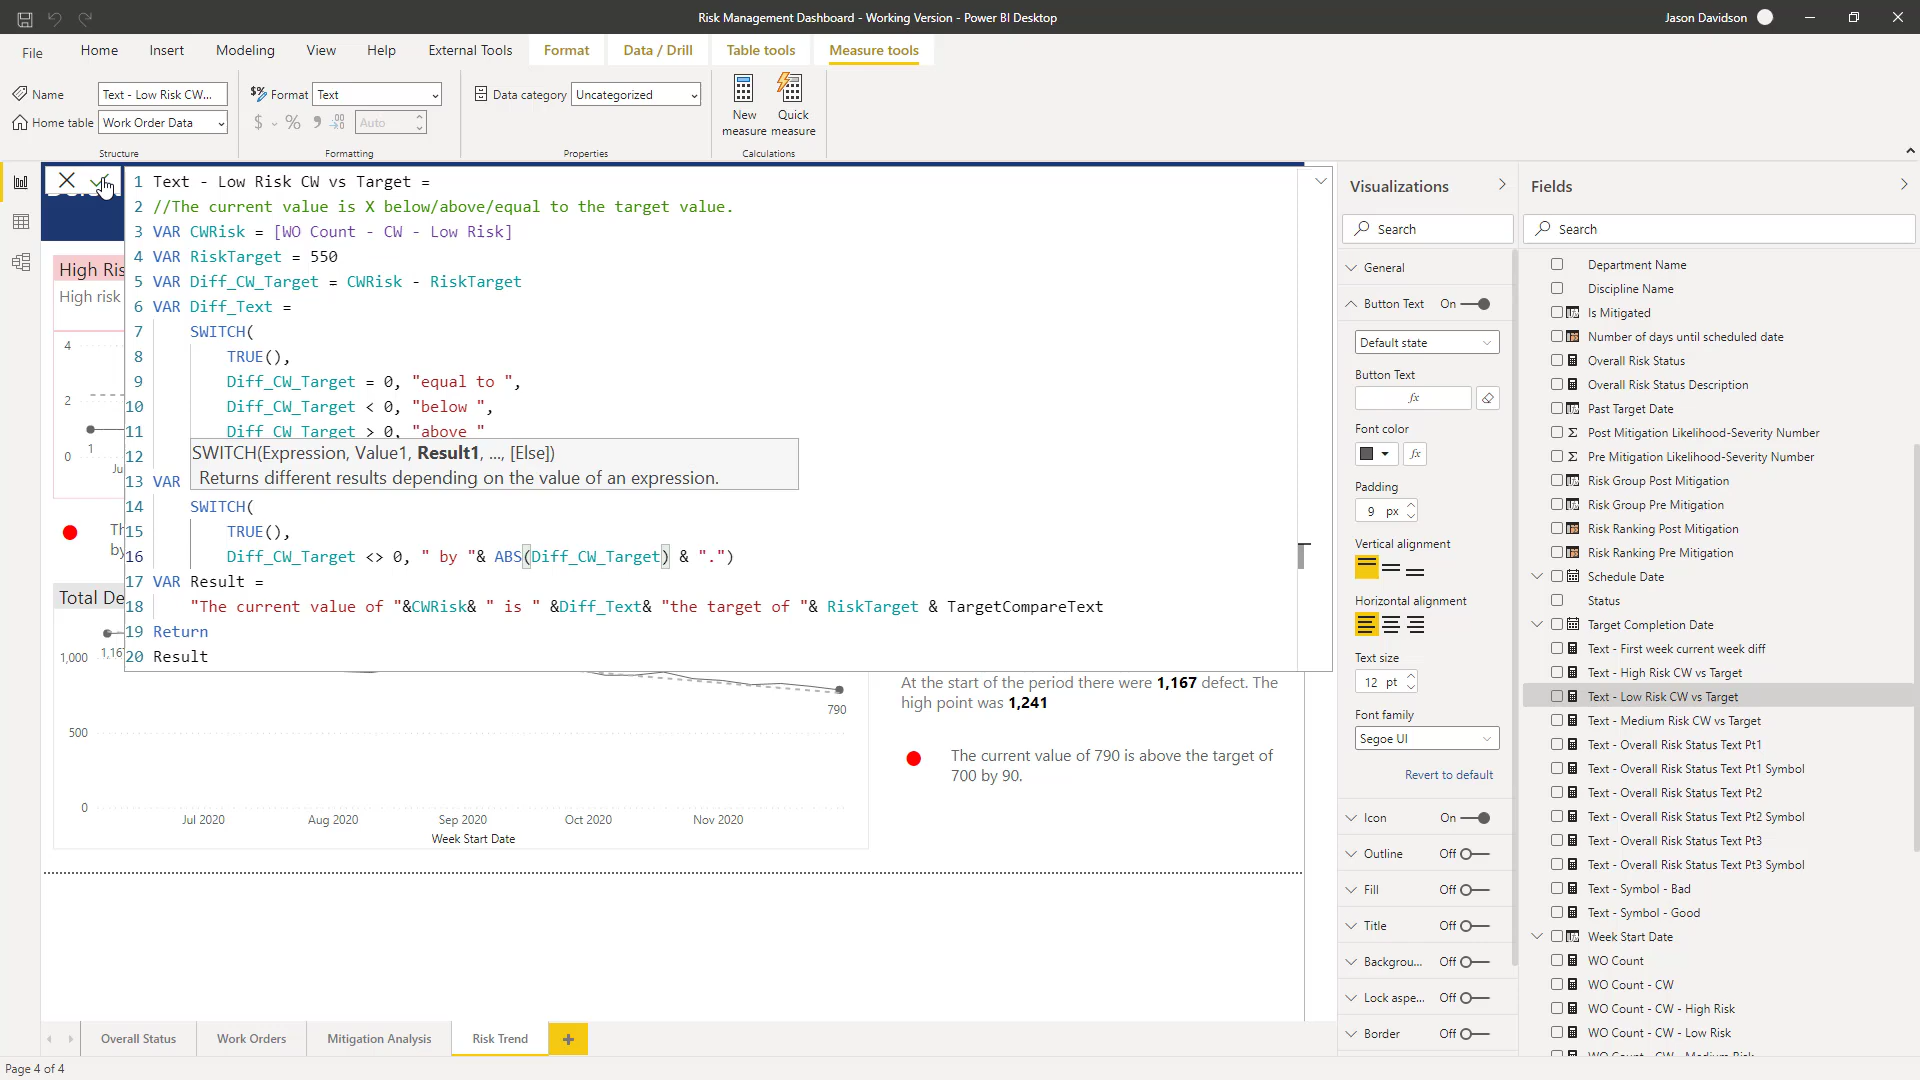 Risk Management Dashboard - Working Version - Power BI Desktop
Jason Davidson
File Home Insert Modeling View Help External Tools Format Data / Drill Table tools Measure tools
Name Text - Low Risk CW...
Home table Work Order Data
Structure
$% Format Text
$ % 9 Auto
Formatting
Data category Uncategorized
Properties
New measure
Quick measure
Calculations
1 Text - Low Risk CW vs Target =
2 //The current value is X below/above/equal to the target value.
3 VAR CWRisk = [WO Count - CW - Low Risk]
4 VAR RiskTarget = 550
5 VAR Diff_CW_Target = CWRisk - RiskTarget
6 VAR Diff_Text =
7 SWITCH(
8 TRUE(),
9 Diff_CW_Target = 0, "equal to ",
10 Diff_CW_Target < 0, "below ",
11 Diff_CW_Target > 0, "above "
12
SWITCH(Expression, Value1, Result1, ..., [Else])
Returns different results depending on the value of an expression.
13 VAR
14 SWITCH(
15 TRUE(),
16 Diff_CW_Target <> 0, " by "& ABS(Diff_CW_Target) & ".")
17 VAR Result =
18 "The current value of "&CWRisk& " is " &Diff_Text& "the target of "& RiskTarget & TargetCompareText
19 Return
20 Result
High Ris
High risk
4
2
1
0
Ju
Th
by
Total De
1,000
1,16
500
0
790
Jul 2020 Aug 2020 Sep 2020 Oct 2020 Nov 2020
Week Start Date
At the start of the period there were 1,167 defect. The
high point was 1,241
The current value of 790 is above the target of
700 by 90.
Overall Status Work Orders Mitigation Analysis Risk Trend +
Page 4 of 4
Visualizations
Search
General
Button Text On
Default state
Button Text
fx
Font color
fx
Padding
9 px
Vertical alignment
Horizontal alignment
Text size
12 pt
Font family
Segoe UI
Revert to default
Icon On
Outline Off
Fill Off
Title Off
Backgrou... Off
Lock aspe... Off
Border Off
Fields
Search
Department Name
Discipline Name
Is Mitigated
Number of days until scheduled date
Overall Risk Status
Overall Risk Status Description
Past Target Date
Σ Post Mitigation Likelihood-Severity Number
Σ Pre Mitigation Likelihood-Severity Number
Risk Group Post Mitigation
Risk Group Pre Mitigation
Risk Ranking Post Mitigation
Risk Ranking Pre Mitigation
Schedule Date
Status
Target Completion Date
Text - First week current week diff
Text - High Risk CW vs Target
Text - Low Risk CW vs Target
Text - Medium Risk CW vs Target
Text - Overall Risk Status Text Pt1
Text - Overall Risk Status Text Pt1 Symbol
Text - Overall Risk Status Text Pt2
Text - Overall Risk Status Text Pt2 Symbol
Text - Overall Risk Status Text Pt3
Text - Overall Risk Status Text Pt3 Symbol
Text - Symbol - Bad
Text - Symbol - Good
Week Start Date
WO Count
WO Count - CW
WO Count - CW - High Risk
WO Count - CW - Low Risk
WO Count - CW - Medium Risk